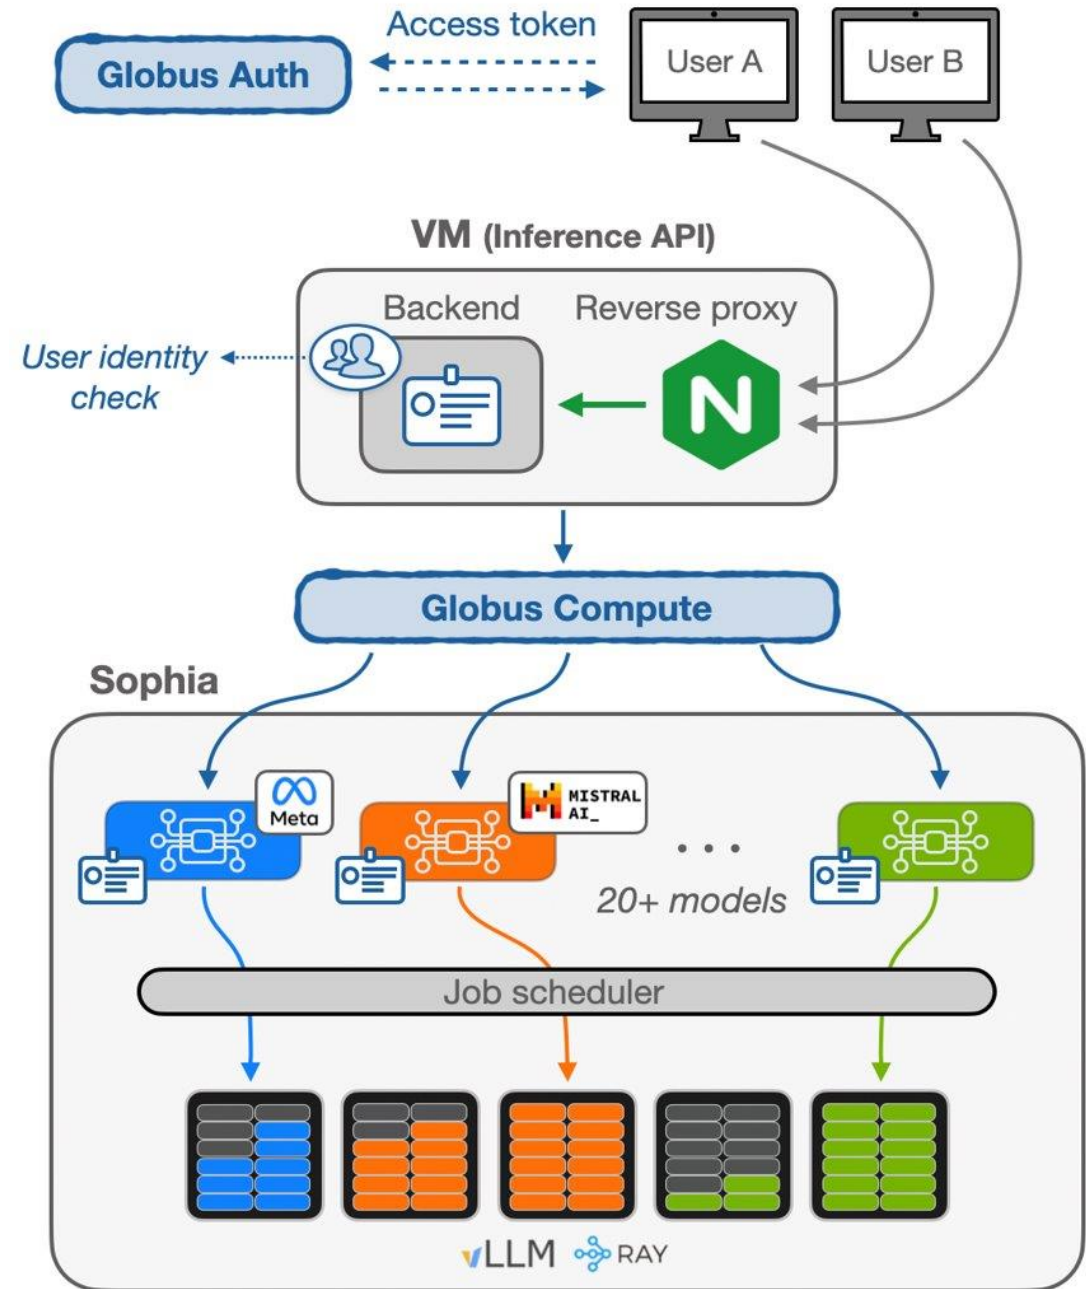 Access token
Globus Auth
User A
User B
VM (Inference API)
Backend
Reverse proxy
User identity
check
N
Globus Compute
Sophia
Meta
MISTRAL
AI_
...
20+ models
Job scheduler
vLLM
RAY